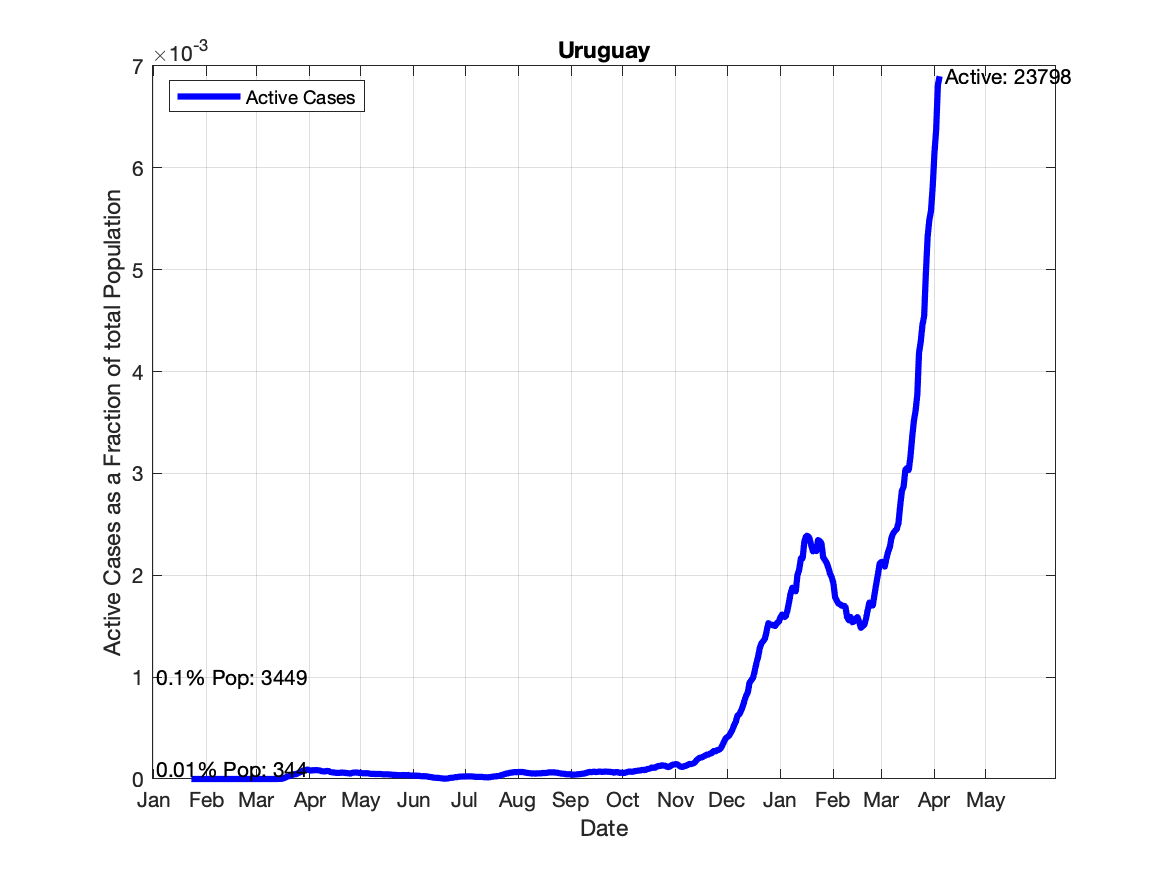 Uruguay
×10-3
7
Active Cases
Active: 23798
6
5
4
3
2
1
0.1% Pop: 3449
0.01% Pop: 344
0
Active Cases as a Fraction of total Population
Jan Feb Mar Apr May Jun Jul Aug Sep Oct Nov Dec Jan Feb Mar Apr May
Date